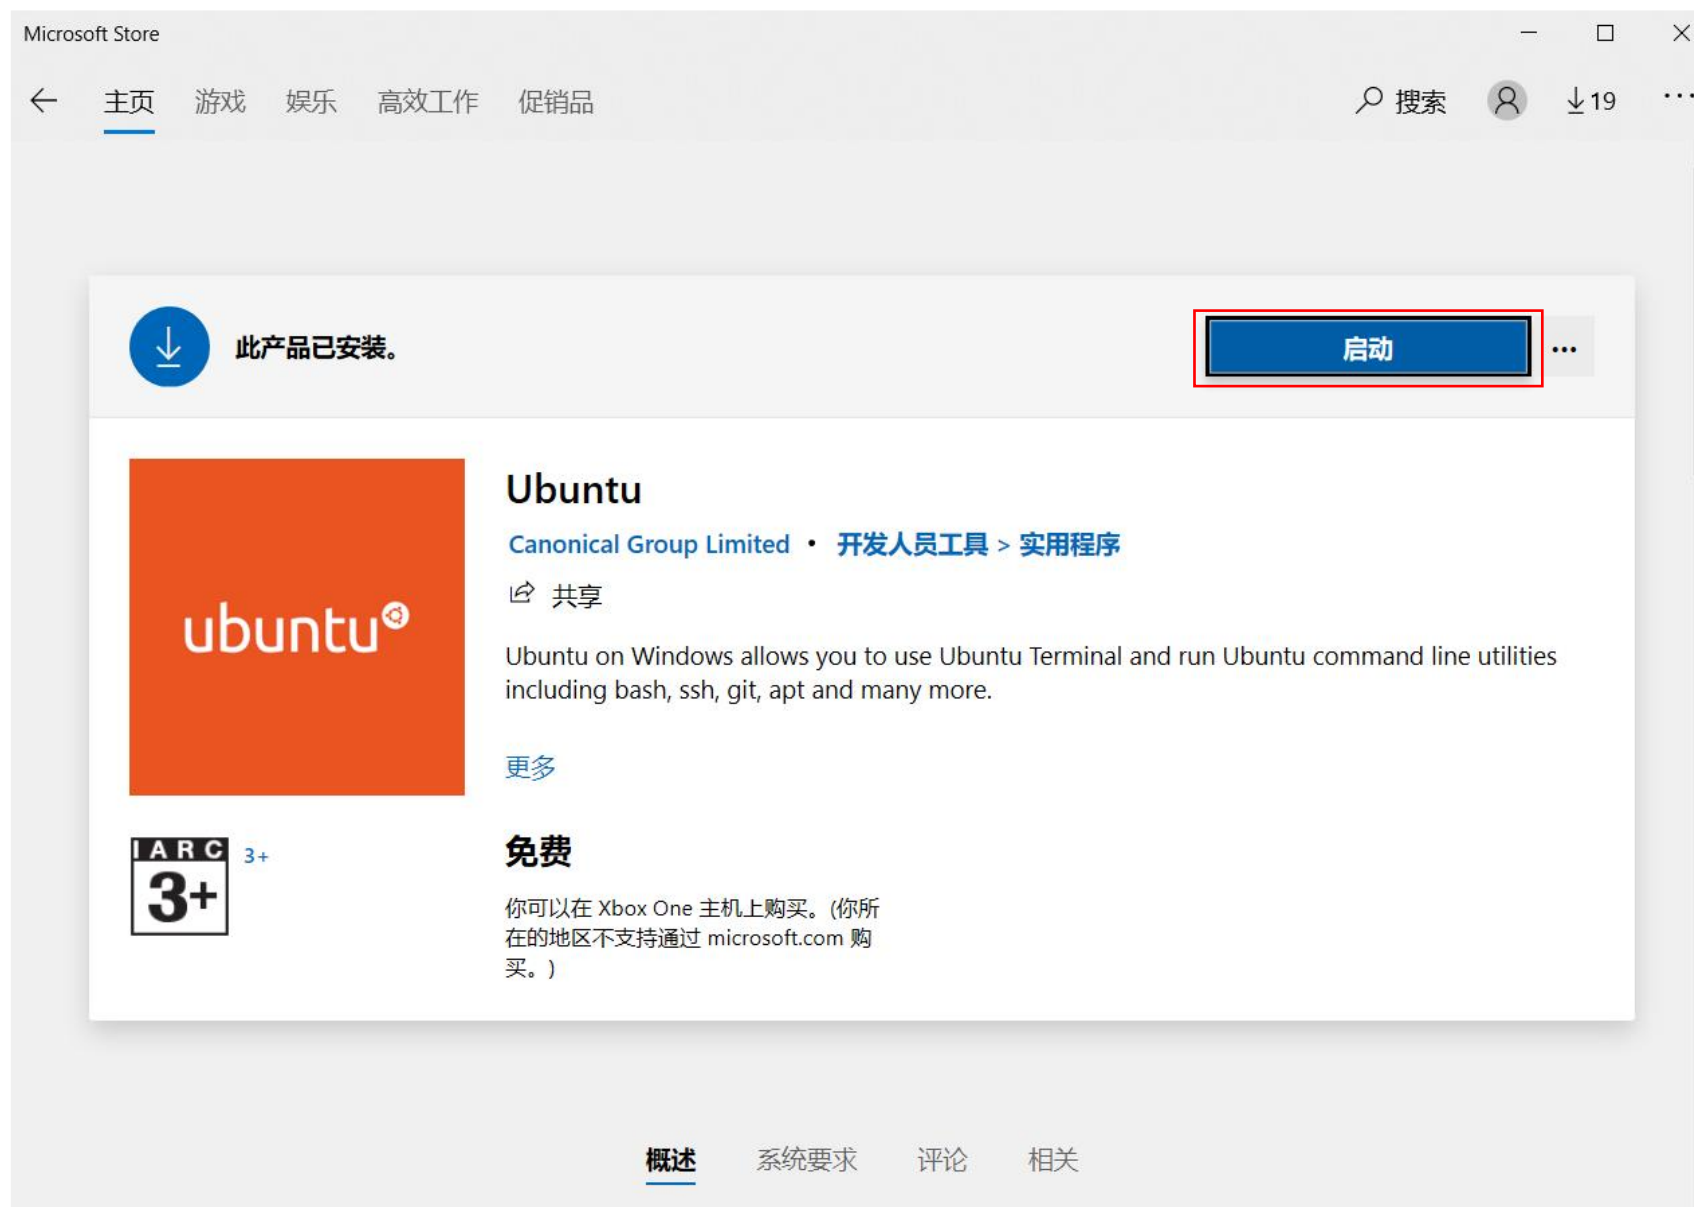 Microsoft Store
主页 游戏 娱乐 高效工作 促销品 搜索 19
此产品已安装。 启动
ubuntu
Ubuntu
Canonical Group Limited • 开发人员工具 > 实用程序
共享
Ubuntu on Windows allows you to use Ubuntu Terminal and run Ubuntu command line utilities
including bash, ssh, git, apt and many more.
更多
IARC
3+
3+
免费
你可以在 Xbox One 主机上购买。(你所
在的地区不支持通过 microsoft.com 购
买。)
概述 系统要求 评论 相关